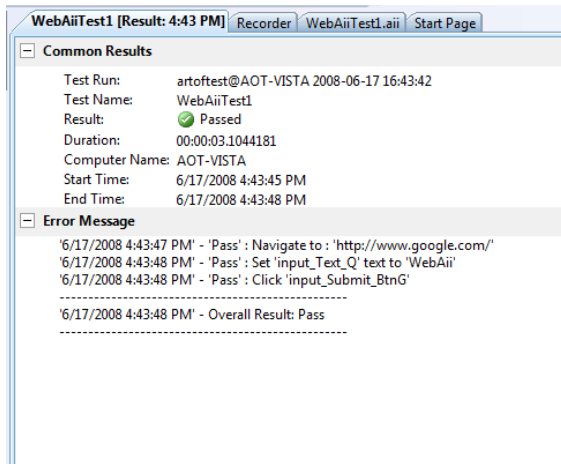 WebAiiTest1 [Result: 4:43 PM] Recorder WebAiiTest1.aii Start Page
Common Results
Test Run: artoftest@AOT-VISTA 2008-06-17 16:43:42
Test Name: WebAiiTest1
Result: Passed
Duration: 00:00:03.1044181
Computer Name: AOT-VISTA
Start Time: 6/17/2008 4:43:45 PM
End Time: 6/17/2008 4:43:48 PM
Error Message
'6/17/2008 4:43:47 PM' - 'Pass' : Navigate to : 'http://www.google.com/'
'6/17/2008 4:43:48 PM' - 'Pass' : Set 'input_Text_Q' text to 'WebAii'
'6/17/2008 4:43:48 PM' - 'Pass' : Click 'input_Submit_BtnG'
------------------------------------------------
'6/17/2008 4:43:48 PM' - Overall Result: Pass
------------------------------------------------